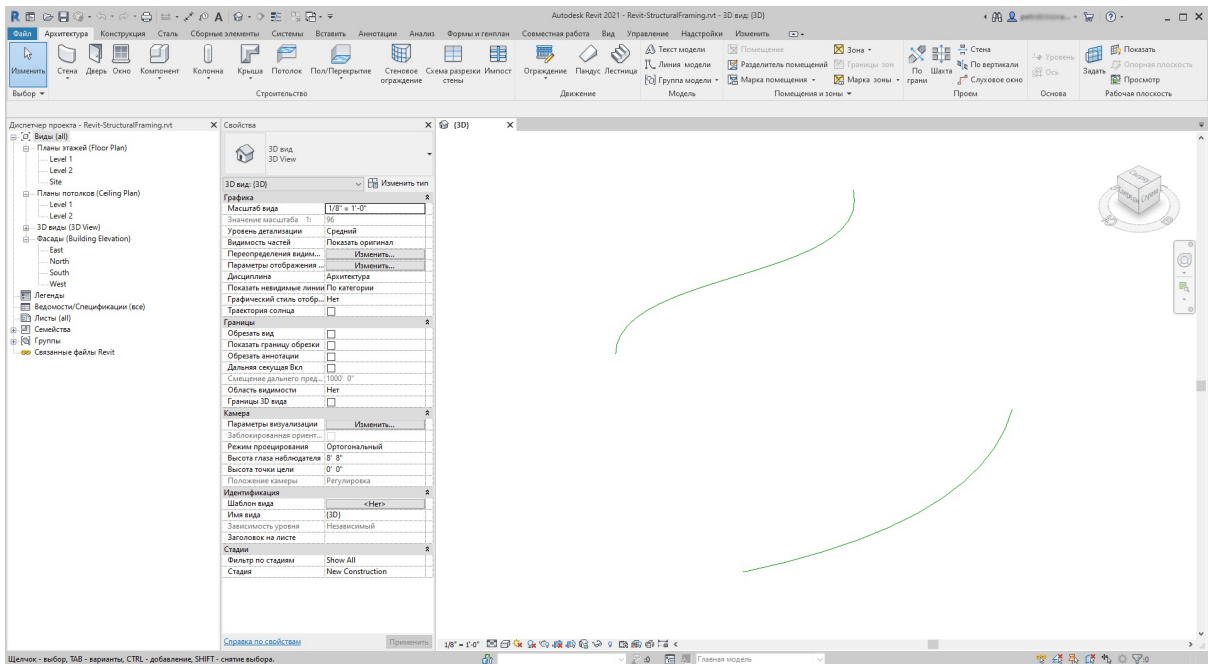 Autodesk Revit 2021 - Revit-StructuralFraming.rvt - 3D вид: {3D}
Файл Архитектура Конструкция Сталь Сборные элементы Системы Вставить Аннотации Анализ Формы и генплан Совместная работа Вид Управление Надстройки Изменить
Изменить Стена Дверь Окно Компонент Колонна Крыша Потолок Пол/Перекрытие Стеновое ограждение Схема разрезки стены Импост Ограждение Пандус Лестница
Текст модели
Линия модели
Группа модели
Помещение
Разделитель помещений
Марка помещения
Зона
Границы зон
Марка зоны
По грани
Шахта
Стена
По вертикали
Слуховое окно
Уровень
Ось
Задать
Показать
Опорная плоскость
Просмотр
Выбор Строительство Движение Модель Помещения и зоны Проем Основа Рабочая плоскость
Диспетчер проекта - Revit-StructuralFraming.rvt
Виды (all)
Планы этажей (Floor Plan)
Level 1
Level 2
Site
Планы потолков (Ceiling Plan)
Level 1
Level 2
3D виды (3D View)
Фасады (Building Elevation)
East
North
South
West
Легенды
Ведомости/Спецификации (все)
Листы (all)
Семейства
Группы
Связанные файлы Revit
Свойства
3D вид
3D View
3D вид: {3D} Изменить тип
Графика
Масштаб вида 1/8" = 1'-0"
Значение масштаба 1: 96
Уровень детализации Средний
Видимость частей Показать оригинал
Переопределения видим... Изменить...
Параметры отображения ... Изменить...
Дисциплина Архитектура
Показать невидимые линии По категории
Графический стиль отобр... Нет
Траектория солнца
Границы
Обрезать вид
Показать границу обрезки
Обрезать аннотации
Дальняя секущая Вкл
Смещение дальнего пред... 1000' 0"
Область видимости Нет
Границы 3D вида
Камера
Параметры визуализации Изменить...
Заблокированная ориент...
Режим проецирования Ортогональный
Высота глаза наблюдателя 8' 8"
Высота точки цели 0' 0"
Положение камеры Регулировка
Идентификация
Шаблон вида <Нет>
Имя вида {3D}
Зависимость уровня Независимый
Заголовок на листе
Стадии
Фильтр по стадиям Show All
Стадия New Construction
Справка по свойствам Применить
{3D}
1/8" = 1'-0"
Щелчок - выбор, TAB - варианты, CTRL - добавление, SHIFT - снятие выбора.
:0 Главная модель :0